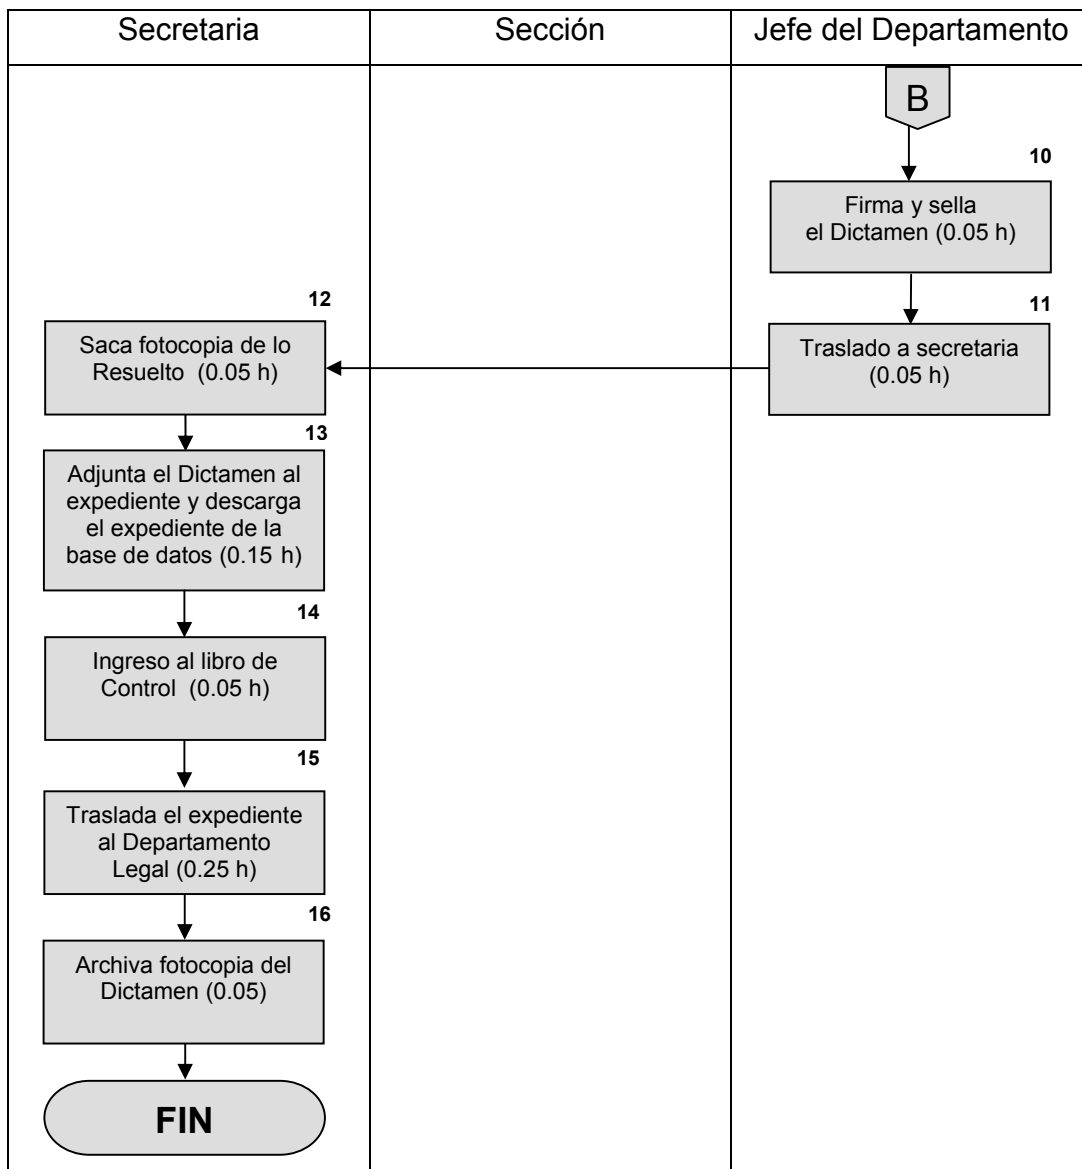 Secretaria
Sección
Jefe del Departamento
B
10
Firma y sella
el Dictamen (0.05 h)
11
Traslado a secretaria
(0.05 h)
12
Saca fotocopia de lo
Resuelto (0.05 h)
13
Adjunta el Dictamen al
expediente y descarga
el expediente de la
base de datos (0.15 h)
14
Ingreso al libro de
Control (0.05 h)
15
Traslada el expediente
al Departamento
Legal (0.25 h)
16
Archiva fotocopia del
Dictamen (0.05)
FIN